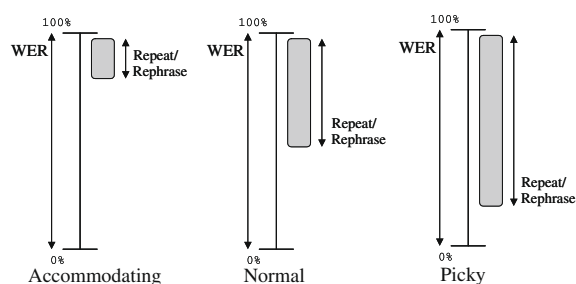 100%
WER
Repeat/
Rephrase
0%
Accommodating
100%
WER
Repeat/
Rephrase
0%
Normal
100%
WER
Repeat/
Rephrase
0%
Picky